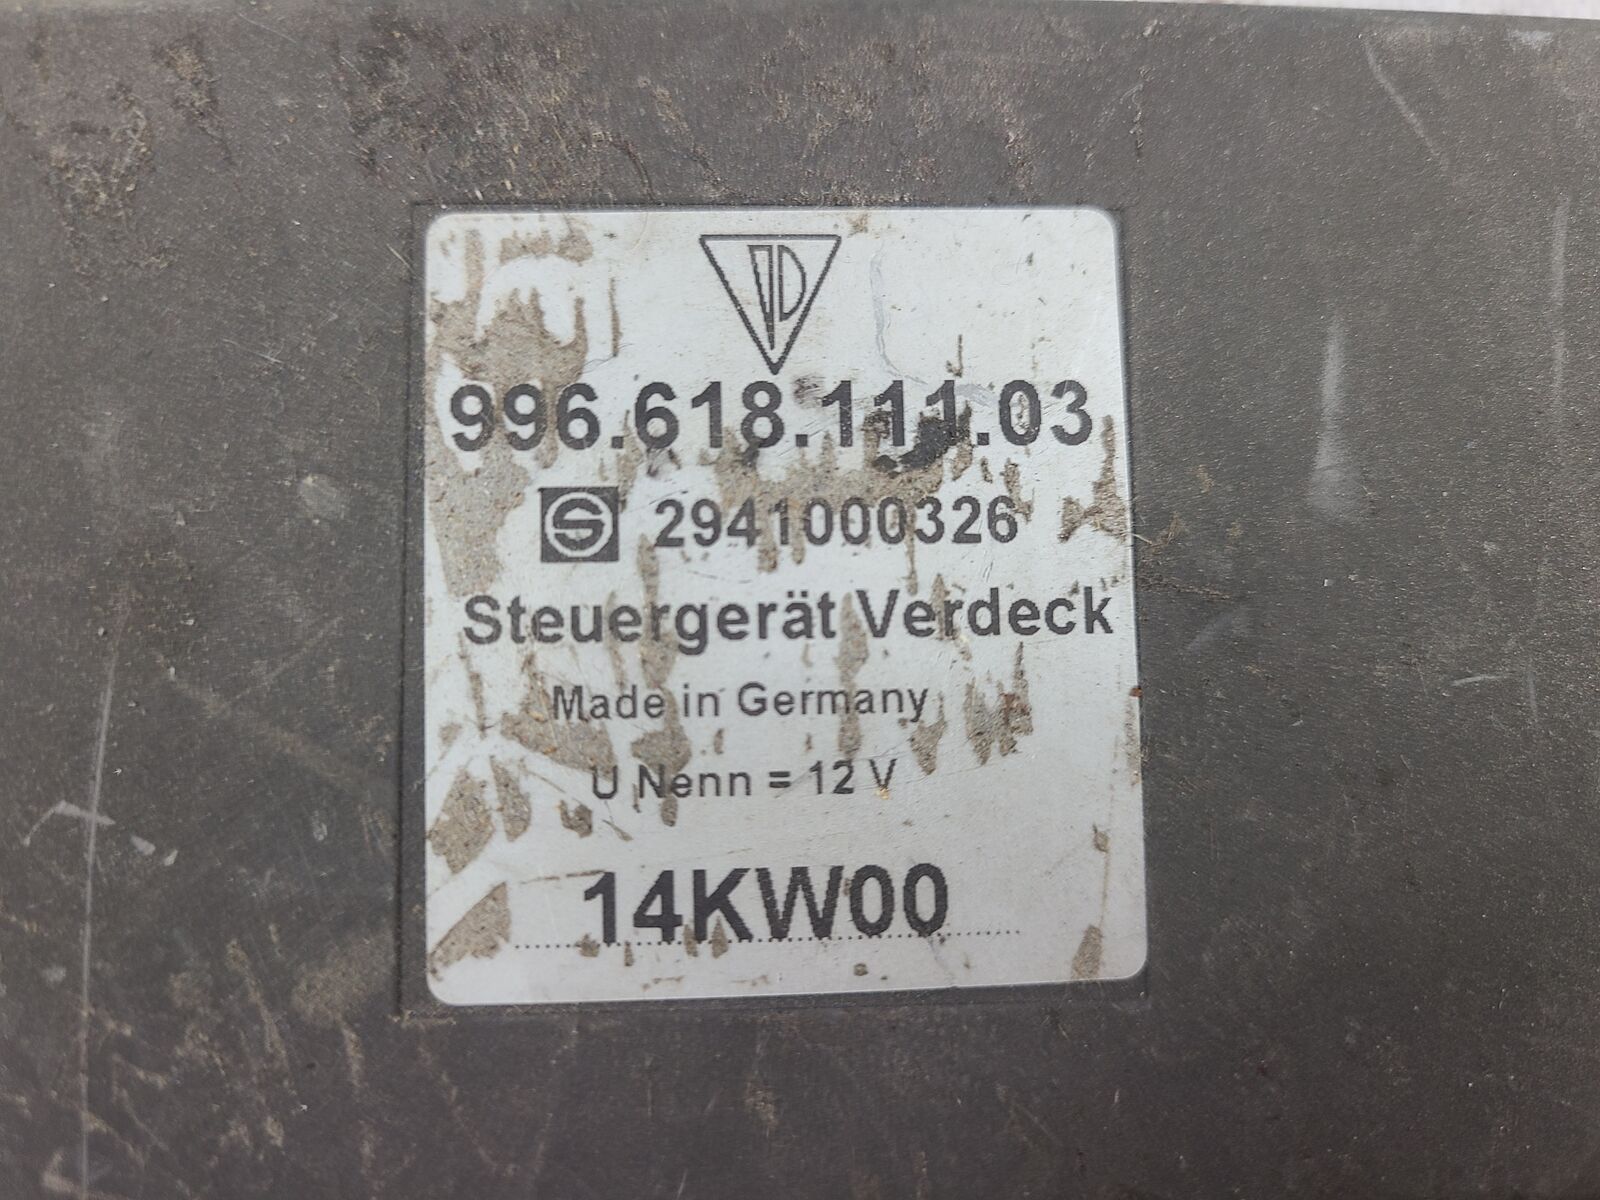 996.618.111.03
2941000326
Steuergerät Verdeck
Made in Germany
U Nenn = 12 V
14KW00